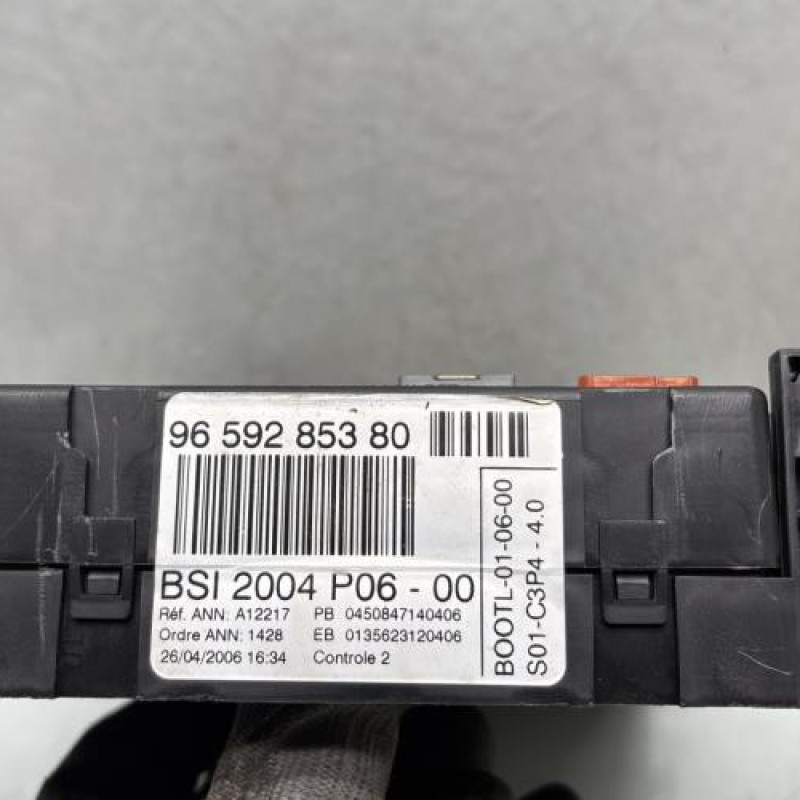 96 592 853 80
BSI 2004 P06 - 00
Réf. ANN: A12217 PB 0450847140406
Ordre ANN: 1428 EB 0135623120406
26/04/2006 16:34 Controle 2
BOOTL-01-06-00
S01-C3P4 - 4.0